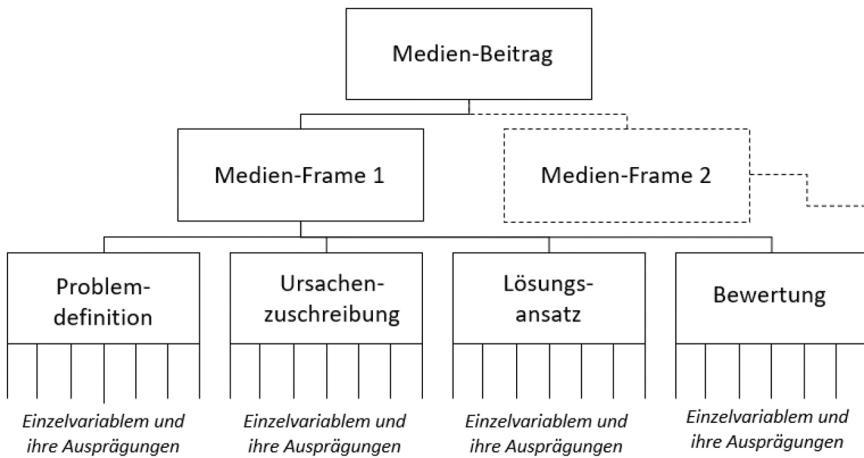 Medien-Beitrag
Medien-Frame 1
Medien-Frame 2
Problem-
definition
Ursachen-
zuschreibung
Lösungs-
ansatz
Bewertung
Einzelvariablem und
ihre Ausprägungen
Einzelvariablem und
ihre Ausprägungen
Einzelvariablem und
ihre Ausprägungen
Einzelvariablem und
ihre Ausprägungen